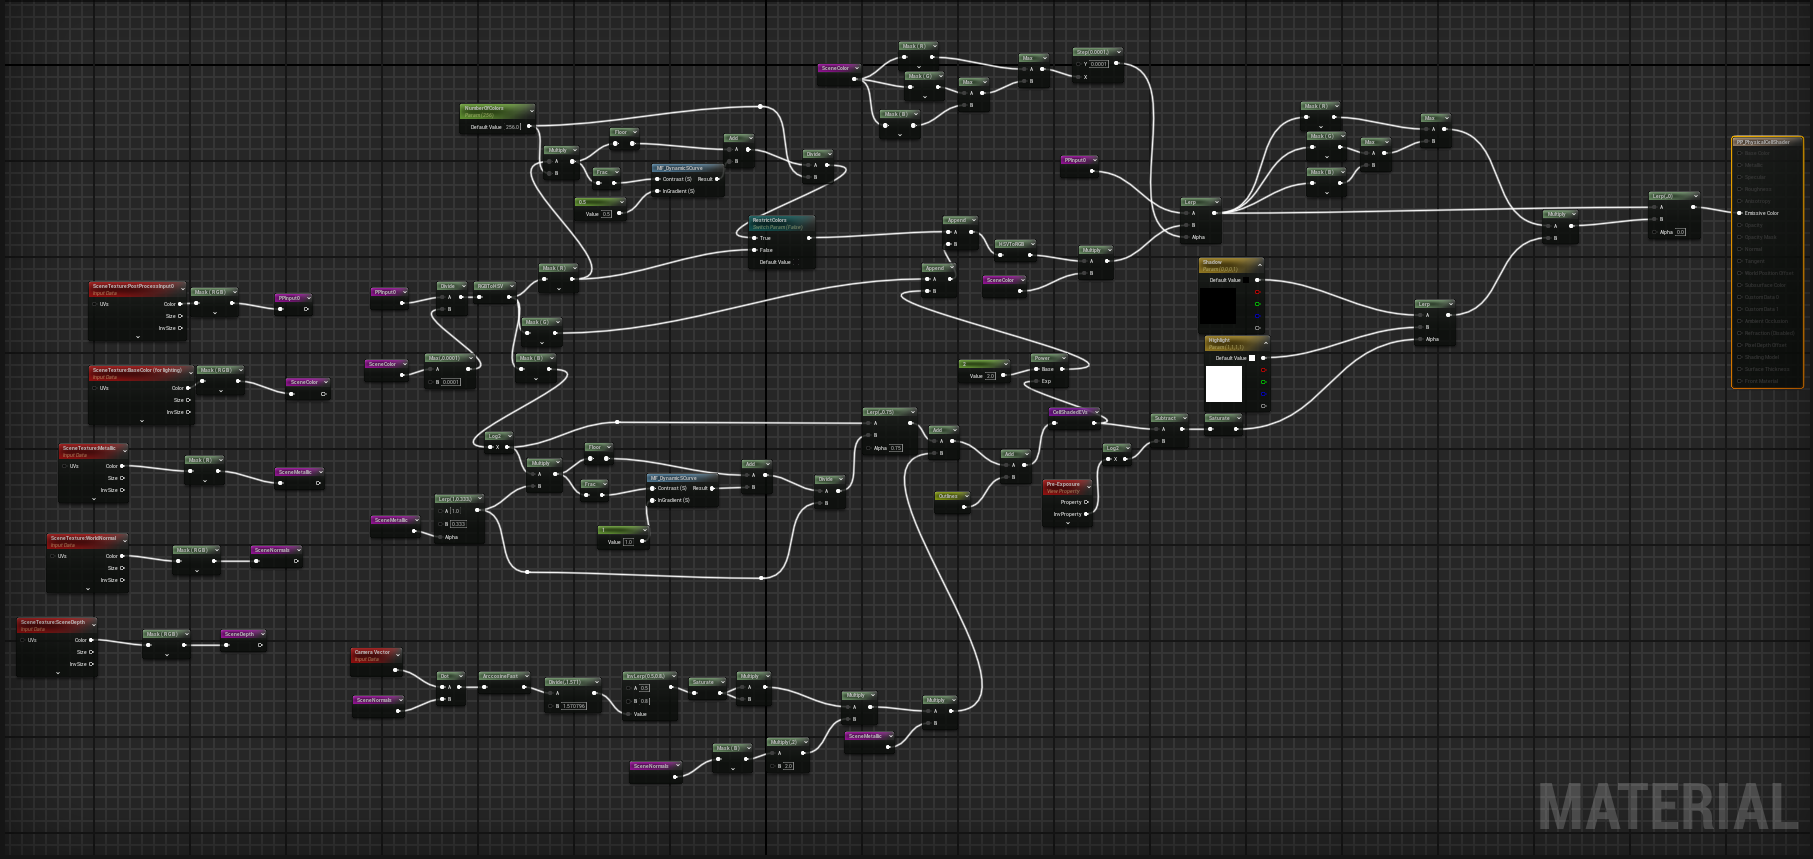 SceneColor
Mask ( R )
Mask ( G )
Mask ( B )
Max
A
B
Max
A
B
Step(0.0001)
Y 0.0001
X
NumberOfColors
Param (256)
Default Value 256.0
Multiply
A
B
Floor
Frac
0.5
Value 0.5
MF_DynamicSCurve
Contrast (S) Result
InGradient (S)
Add
A
B
Divide
A
B
RestrictColors
Switch Param (False)
True
False
Default Value
Append
A
B
HSVToRGB
Multiply
A
B
Append
A
B
SceneColor
PPInput0
Lerp
A
B
Alpha
Mask ( R )
Mask ( G )
Mask ( B )
Max
A
B
Max
A
B
Multiply
A
B
Lerp(,,0)
A
B
Alpha 0.0
PP_PhysicalCellShader
Emissive Color
Shadow
Param (0,0,0,1)
Default Value
Highlight
Param (1,1,1,1)
Default Value
Lerp
A
B
Alpha
SceneTexture:PostProcessInput0
Input Data
UVs Color
Size
InvSize
Mask ( RGB )
PPInput0
PPInput0
Divide
A
B
RGBToHSV
Mask ( R )
Mask ( G )
Mask ( B )
SceneColor
Max(,0.0001)
A
B 0.0001
SceneTexture:BaseColor (for lighting)
Input Data
UVs Color
Size
InvSize
Mask ( RGB )
SceneColor
2
Value 2.0
Power
Base
Exp
CellShadedEVs
Subtract
A
B
Saturate
Log2
X
Pre-Exposure
View Property
Property
InvProperty
SceneTexture:Metallic
Input Data
UVs Color
Size
InvSize
Mask ( R )
SceneMetallic
Log2
X
Multiply
A
B
Floor
Frac
MF_DynamicSCurve
Contrast (S) Result
InGradient (S)
1
Value 1.0
Add
A
B
Divide
A
B
Lerp(,,0.75)
A
B
Alpha 0.75
Add
A
B
Add
A
B
Outlines
SceneMetallic
Lerp(1,0.333,)
A 1.0
B 0.333
Alpha
SceneTexture:WorldNormal
Input Data
UVs Color
Size
InvSize
Mask ( RGB )
SceneNormals
SceneTexture:SceneDepth
Input Data
UVs Color
Size
InvSize
Mask ( RGB )
SceneDepth
Camera Vector
Input Data
SceneNormals
Dot
A
B
ArccosineFast
Divide(,1.571)
A
B 1.570796
InvLerp(0.5,0.8,)
A 0.5
B 0.8
Value
Saturate
Multiply
A
B
Multiply
A
B
Multiply
A
B
SceneMetallic
SceneNormals
Mask ( B )
Multiply(,2)
A
B 2.0
MATERIAL